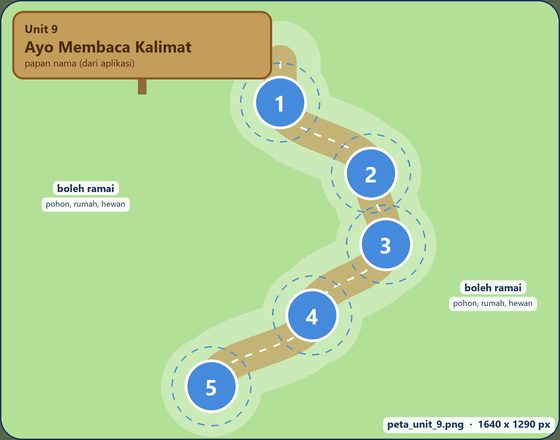 Unit 9
Ayo Membaca Kalimat
papan nama (dari aplikasi)
1
2
boleh ramai
pohon, rumah, hewan
3
boleh ramai
pohon, rumah, hewan
4
5
peta_unit_9.png · 1640 x 1290 px